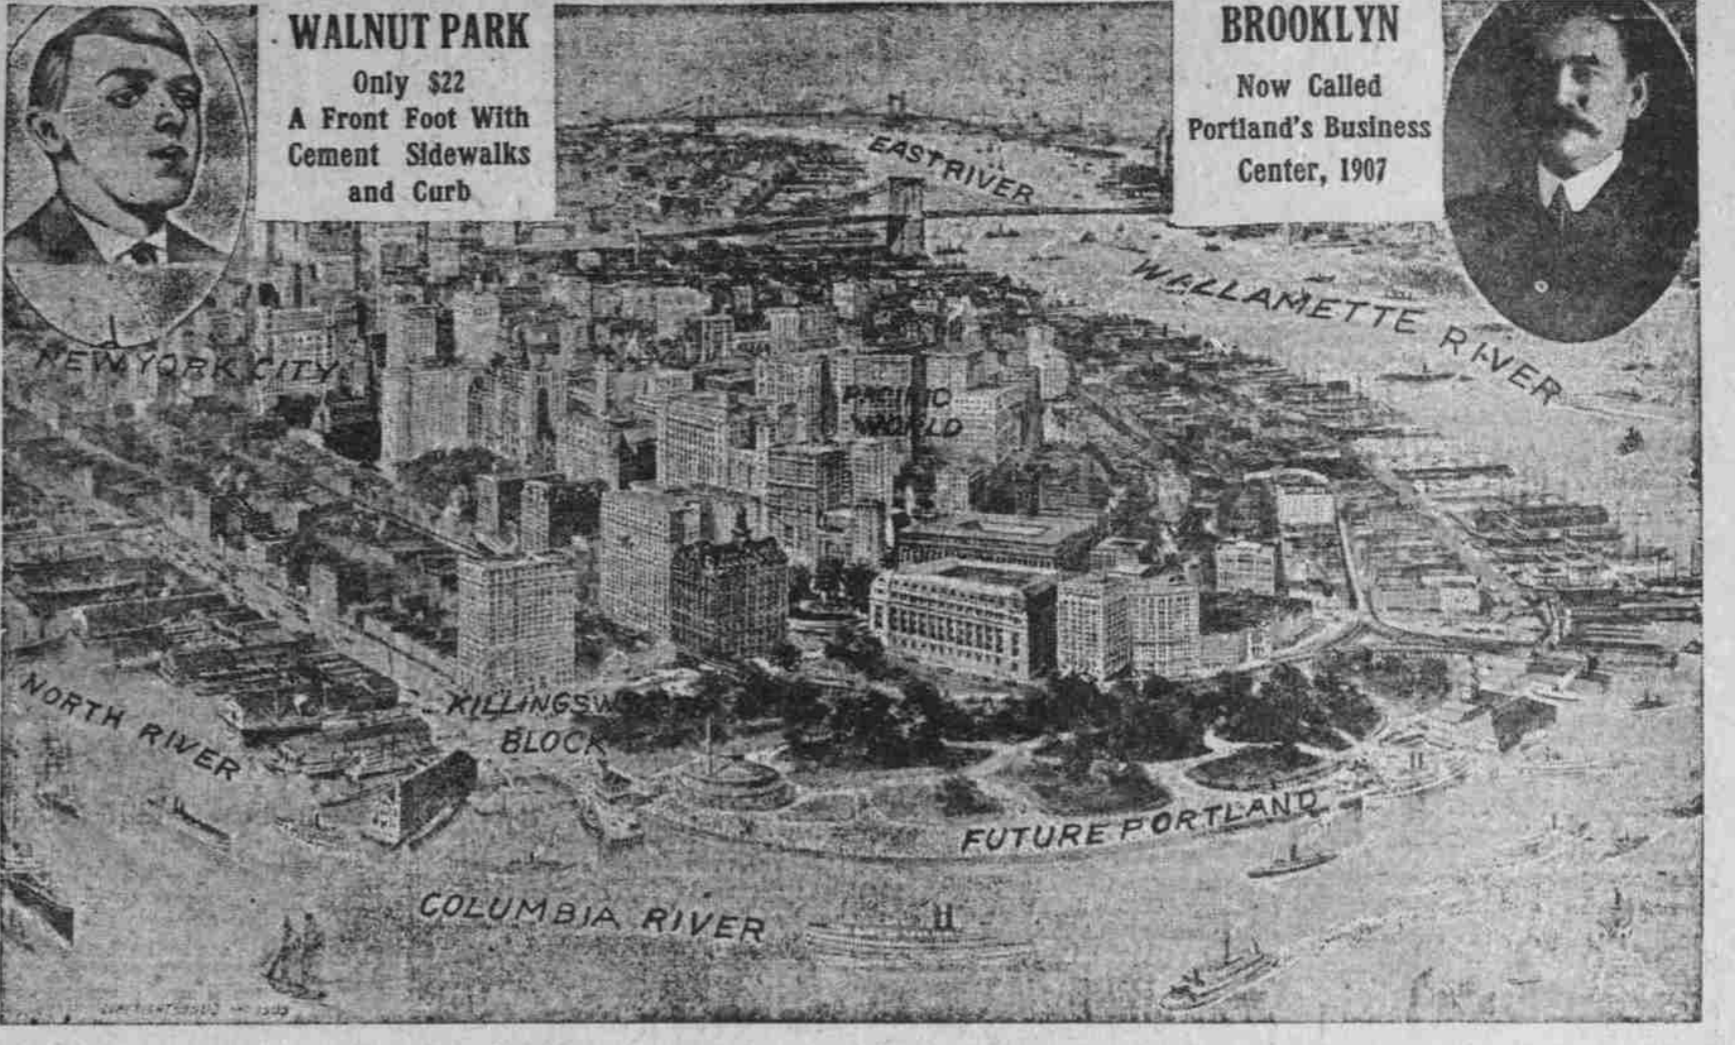 WALNUT PARK
Only $22
A Front Foot With
Cement Sidewalks
and Curb
BROOKLYN
Now Called
Portland's Business
Center, 1907
EAST RIVER
WALLAMETTE RIVER
NEW YORK CITY
PACIFIC
WORLD
NORTH RIVER
KILLINGSW
BLOCK
FUTURE PORTLAND
COLUMBIA RIVER